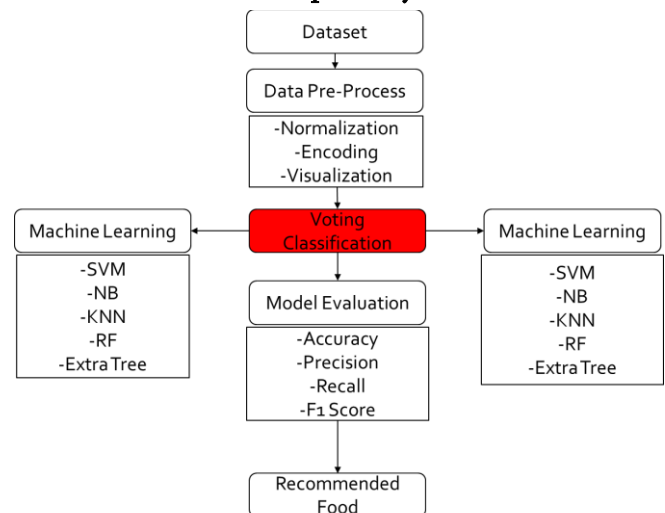 Dataset
Data Pre-Process
-Normalization
-Encoding
-Visualization
Voting
Classification
Machine Learning
-SVM
-NB
-KNN
-RF
-Extra Tree
Machine Learning
-SVM
-NB
-KNN
-RF
-Extra Tree
Model Evaluation
-Accuracy
-Precision
-Recall
-F1 Score
Recommended
Food